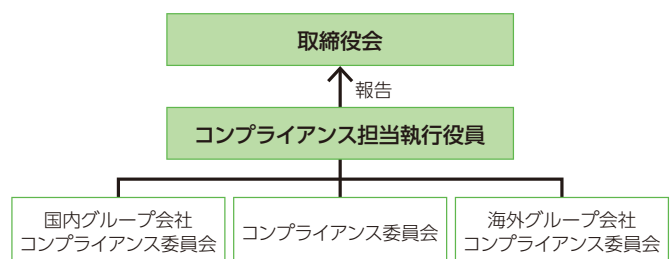 取締役会
報告
コンプライアンス担当執行役員
国内グループ会社
コンプライアンス委員会
コンプライアンス委員会
海外グループ会社
コンプライアンス委員会